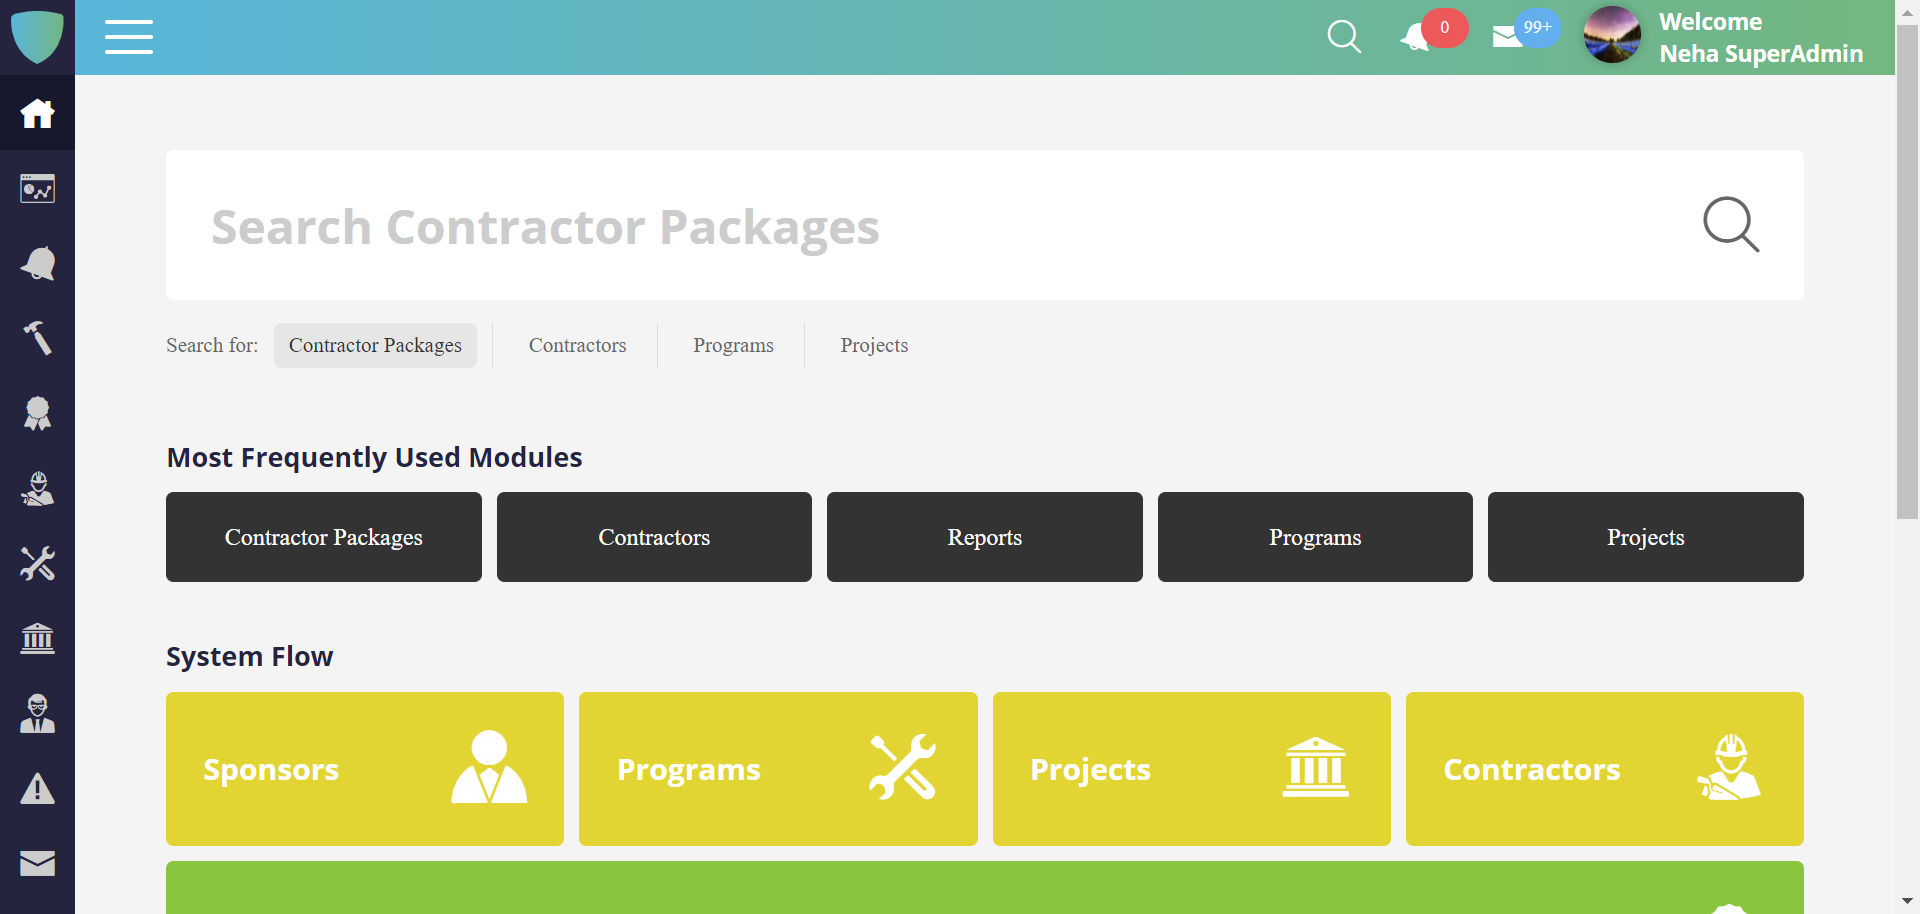 0
99+
Welcome
Neha SuperAdmin
Search Contractor Packages
Search for: Contractor Packages Contractors Programs Projects
Most Frequently Used Modules
Contractor Packages Contractors Reports Programs Projects
System Flow
Sponsors Programs Projects Contractors